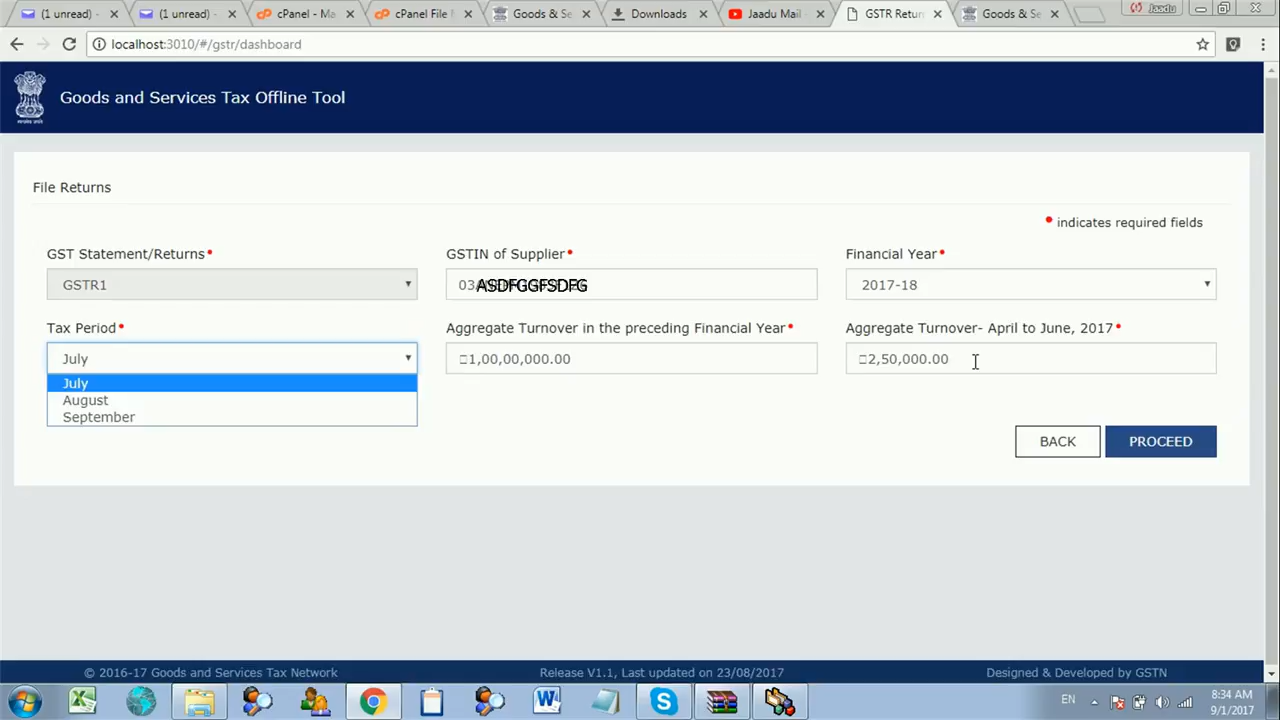 (1 unread) -
(1 unread) -
cPanel - Ma
cPanel File M
Goods & Se
Downloads
Jaadu Mail -
GSTR Return
Goods & Se
Jaadu
localhost:3010/#/gstr/dashboard
Goods and Services Tax Offline Tool
File Returns
• indicates required fields
GST Statement/Returns•
GSTIN of Supplier•
Financial Year•
GSTR1
03 ASDFGGFSDFG
2017-18
Tax Period•
Aggregate Turnover in the preceding Financial Year•
Aggregate Turnover- April to June, 2017•
July
1,00,00,000.00
2,50,000.00
July
August
September
BACK
PROCEED
© 2016-17 Goods and Services Tax Network
Release V1.1, Last updated on 23/08/2017
Designed & Developed by GSTN
EN
8:34 AM
9/1/2017